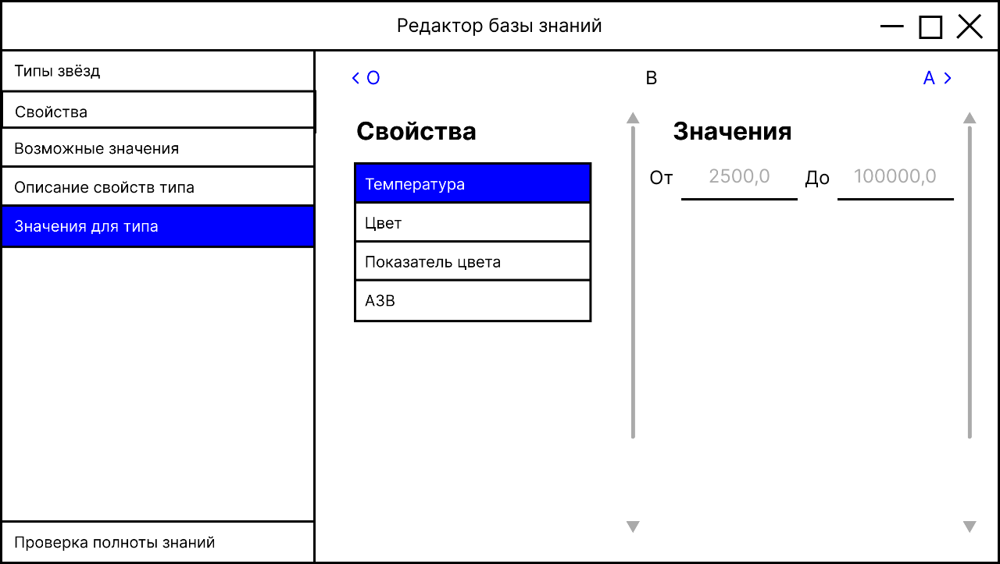 Редактор базы знаний
Типы звёзд
Свойства
Возможные значения
Описание свойств типа
Значения для типа
Проверка полноты знаний
< O
B
A >
Свойства
Температура
Цвет
Показатель цвета
АЗВ
Значения
От 2500,0 До 100000,0